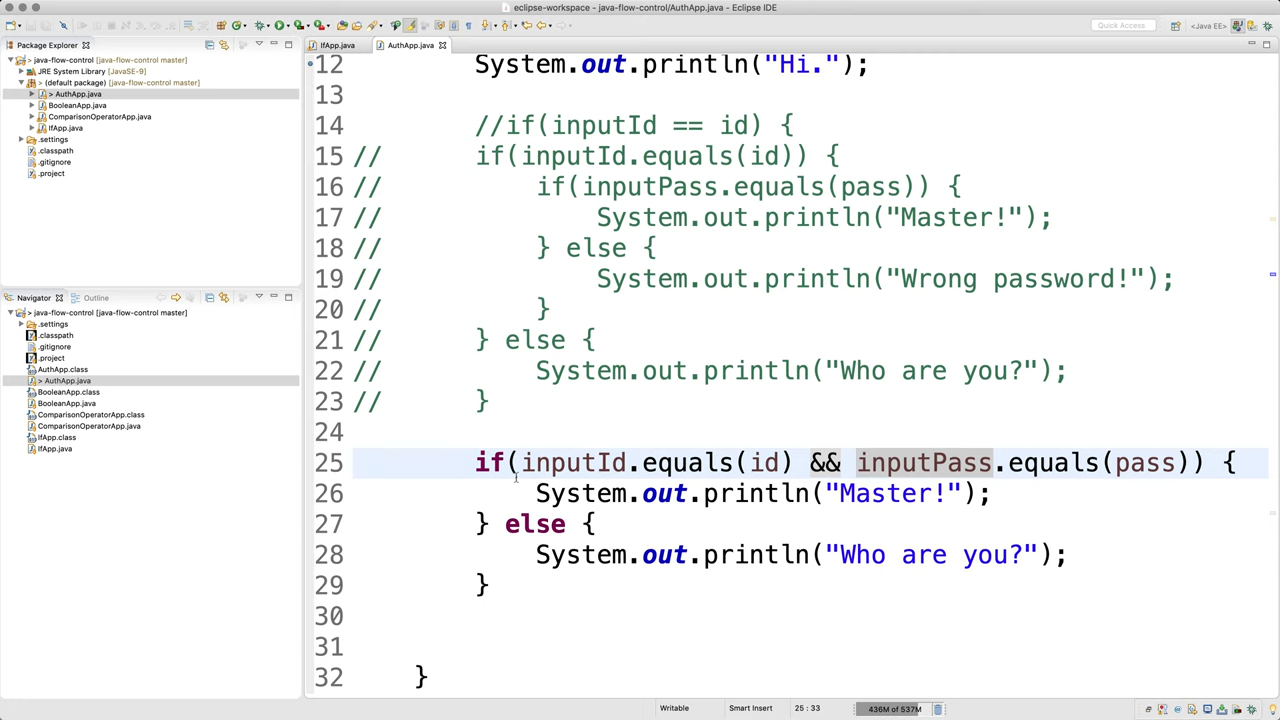 eclipse-workspace - java-flow-control/AuthApp.java - Eclipse IDE
Quick Access
<Java EE>
Package Explorer
java-flow-control [java-flow-control master]
JRE System Library [JavaSE-9]
> (default package) [java-flow-control master]
> AuthApp.java
BooleanApp.java
ComparisonOperatorApp.java
IfApp.java
.settings
.classpath
.gitignore
.project
Navigator
Outline
> java-flow-control [java-flow-control master]
.settings
.classpath
.gitignore
.project
AuthApp.class
> AuthApp.java
BooleanApp.class
BooleanApp.java
ComparisonOperatorApp.class
ComparisonOperatorApp.java
IfApp.class
IfApp.java
IfApp.java
AuthApp.java
12 System.out.println("Hi.");
13
14 //if(inputId == id) {
15 // if(inputId.equals(id)) {
16 // if(inputPass.equals(pass)) {
17 // System.out.println("Master!");
18 // } else {
19 // System.out.println("Wrong password!");
20 // }
21 // } else {
22 // System.out.println("Who are you?");
23 // }
24
25 if(inputId.equals(id) && inputPass.equals(pass)) {
26 System.out.println("Master!");
27 } else {
28 System.out.println("Who are you?");
29 }
30
31
32 }
Writable
Smart Insert
25 : 33
436M of 537M